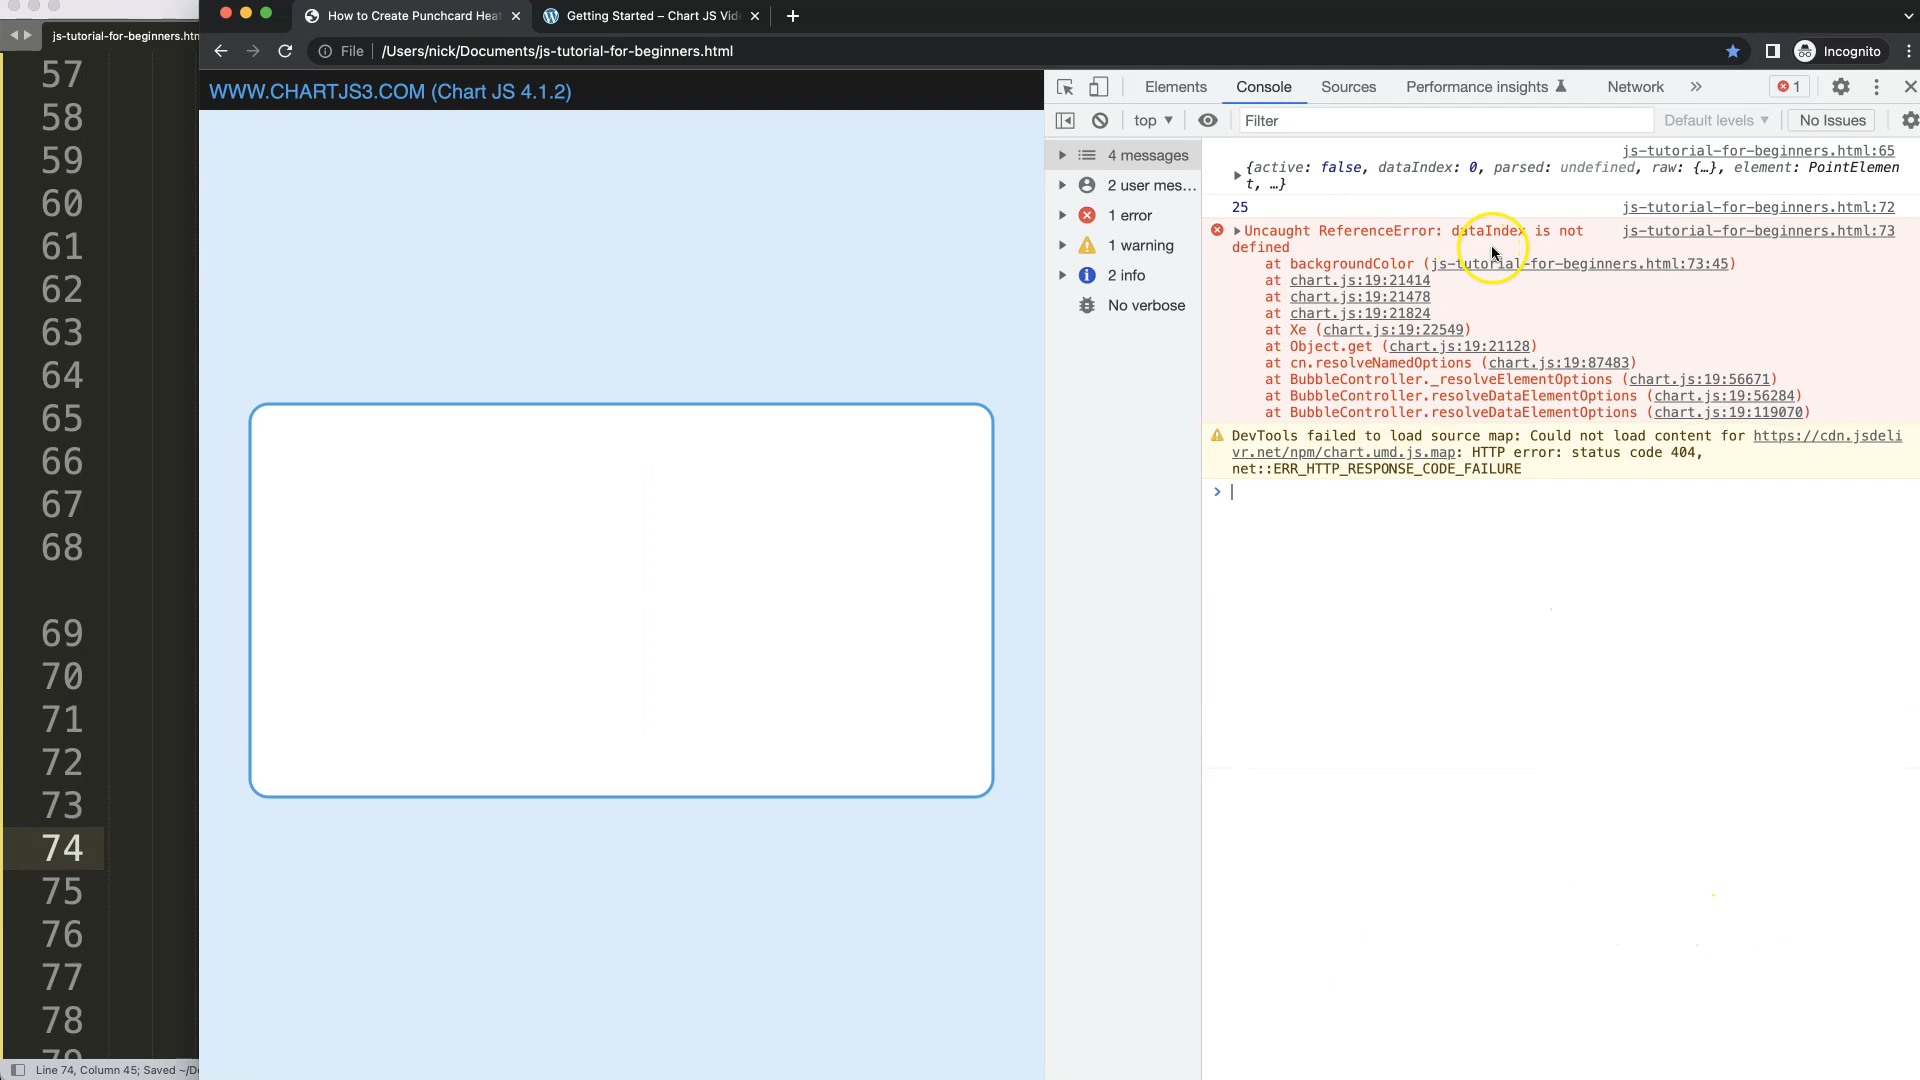 js-tutorial-for-beginners.htm
How to Create Punchcard Hea
Getting Started – Chart JS Vid
File
/Users/nick/Documents/js-tutorial-for-beginners.html
Incognito
57
58
59
60
61
62
63
64
65
66
67
68
69
70
71
72
73
74
75
76
77
78
79
Line 74, Column 45; Saved ~/D
WWW.CHARTJS3.COM (Chart JS 4.1.2)
Elements
Console
Sources
Performance insights
Network
1
top
Filter
Default levels
No Issues
4 messages
2 user mes...
1 error
1 warning
2 info
No verbose
js-tutorial-for-beginners.html:65
{active: false, dataIndex: 0, parsed: undefined, raw: {…}, element: PointElemen
t, …}
25 js-tutorial-for-beginners.html:72
Uncaught ReferenceError: dataIndex is not js-tutorial-for-beginners.html:73
defined
at backgroundColor (js-tutorial-for-beginners.html:73:45)
at chart.js:19:21414
at chart.js:19:21478
at chart.js:19:21824
at Xe (chart.js:19:22549)
at Object.get (chart.js:19:21128)
at cn.resolveNamedOptions (chart.js:19:87483)
at BubbleController._resolveElementOptions (chart.js:19:56671)
at BubbleController.resolveDataElementOptions (chart.js:19:56284)
at BubbleController.resolveDataElementOptions (chart.js:19:119070)
DevTools failed to load source map: Could not load content for https://cdn.jsdeli
vr.net/npm/chart.umd.js.map: HTTP error: status code 404,
net::ERR_HTTP_RESPONSE_CODE_FAILURE